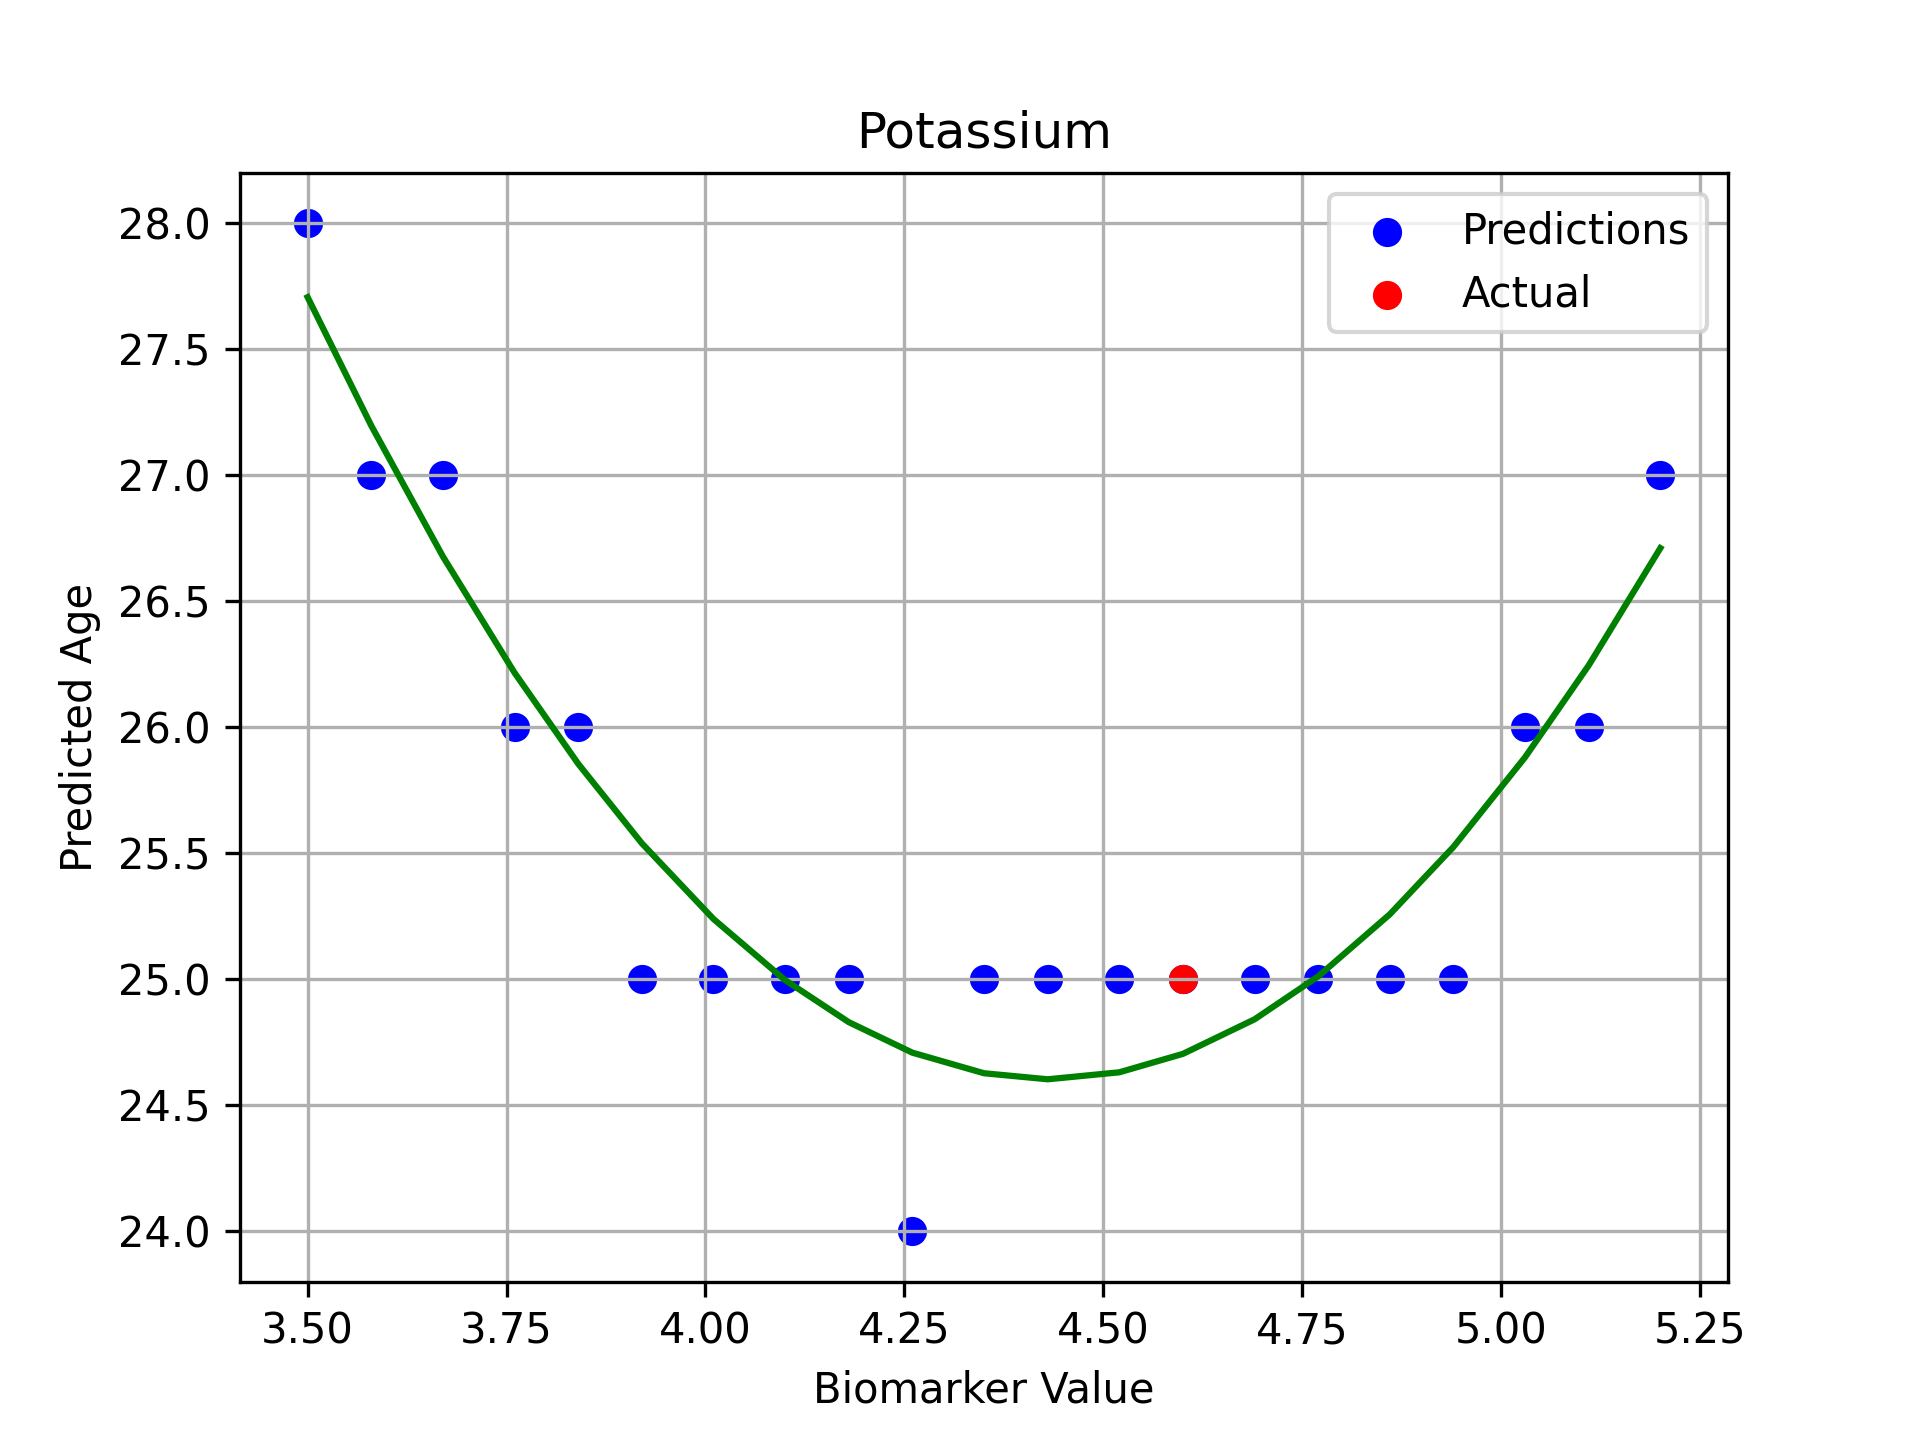 Potassium
Predictions
Actual
Predicted Age
28.0
27.5
27.0
26.5
26.0
25.5
25.0
24.5
24.0
3.50 3.75 4.00 4.25 4.50 4.75 5.00 5.25
Biomarker Value